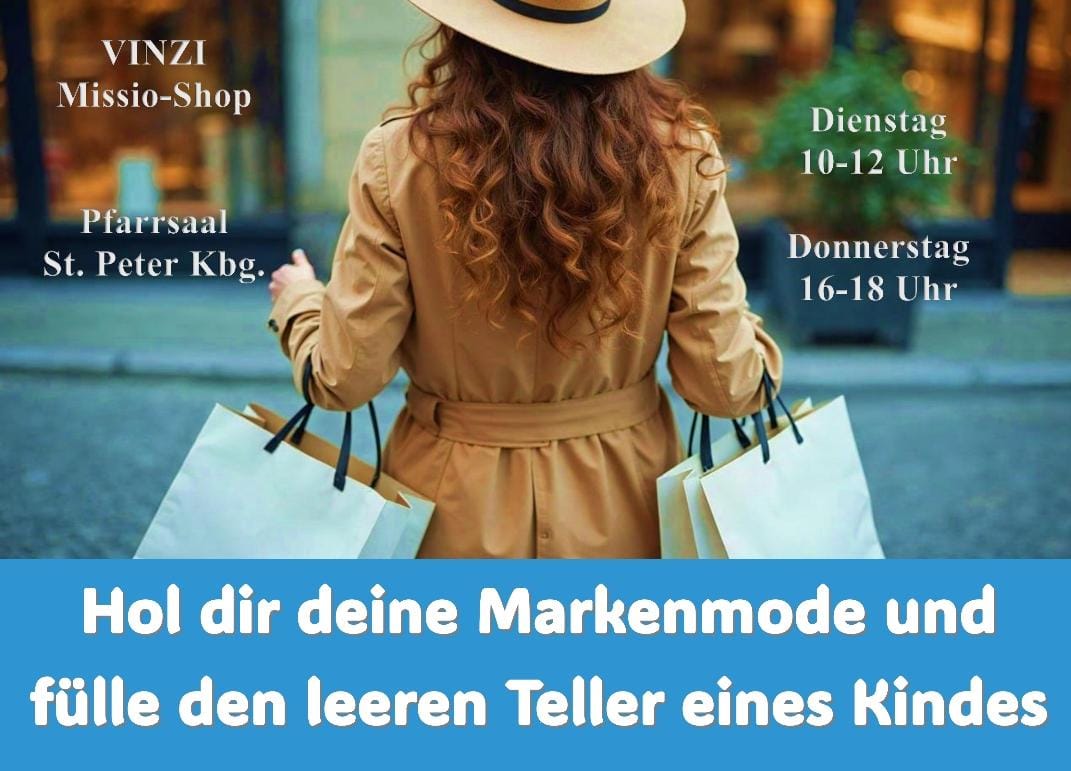 VINZI
Missio-Shop
Pfarrsaal
St. Peter Kbg.
Dienstag
10-12 Uhr
Donnerstag
16-18 Uhr
Hol dir deine Markenmode und
fülle den leeren Teller eines Kindes